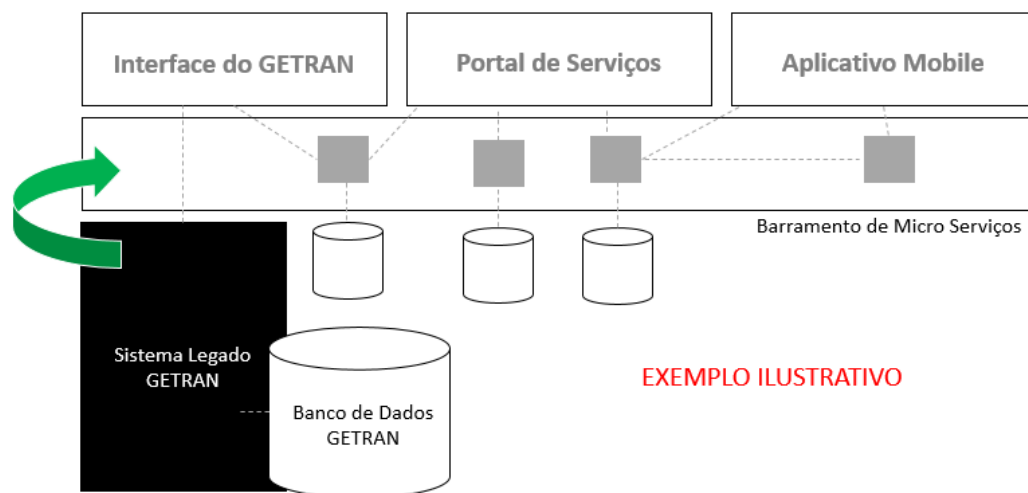 Interface do GETRAN
Portal de Serviços
Aplicativo Mobile
Barramento de Micro Serviços
Sistema Legado
GETRAN
Banco de Dados
GETRAN
EXEMPLO ILUSTRATIVO